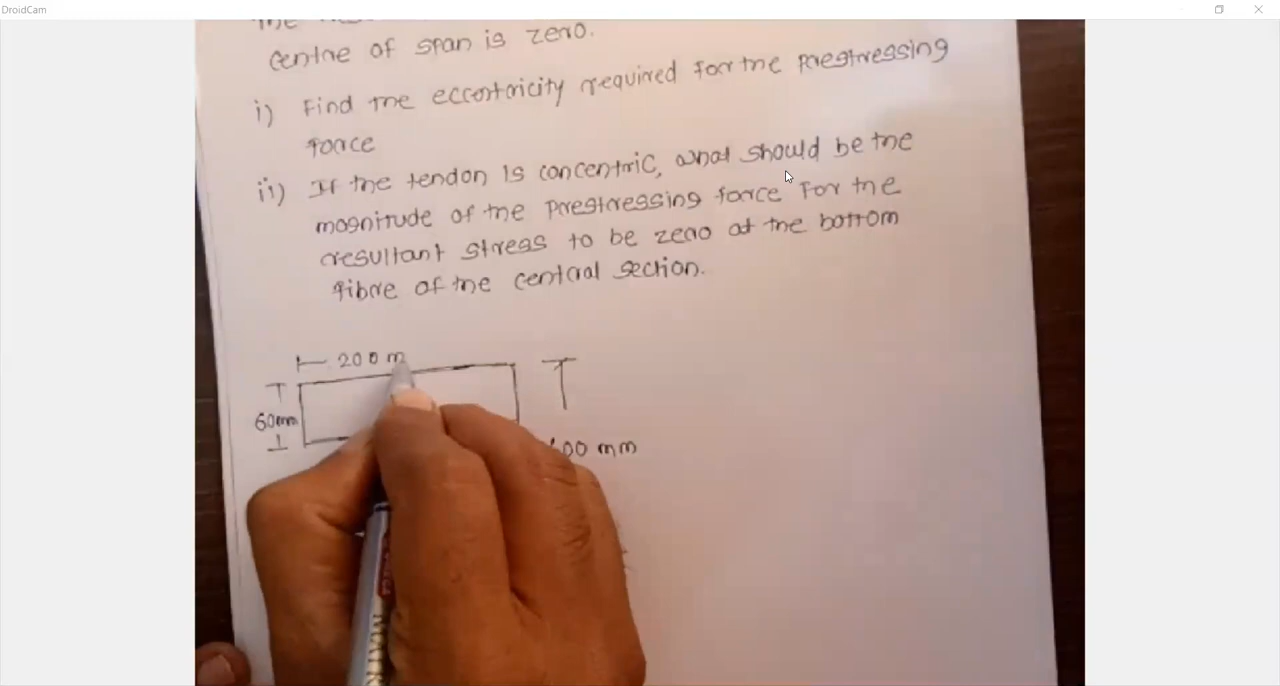 DroidCam
centre of span is zero.
i) Find the eccentricity required for the prestressing
force
ii) If the tendon is concentric, what should be the
magnitude of the prestressing force for the
resultant stress to be zero at the bottom
fibre of the central section.
200 m
60mm
00 mm